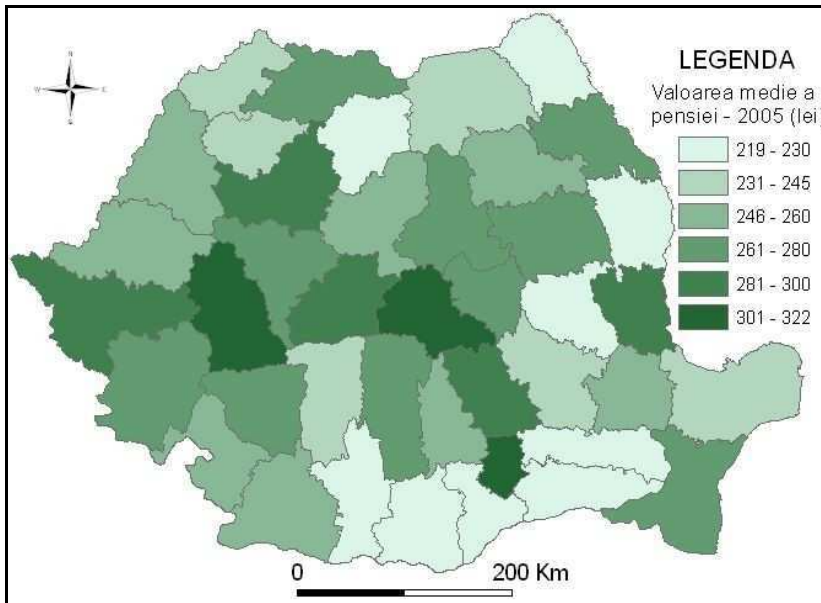 N
W E
S
LEGENDA
Valoarea medie a
pensiei - 2005 (lei)
219 - 230
231 - 245
246 - 260
261 - 280
281 - 300
301 - 322
0 200 Km